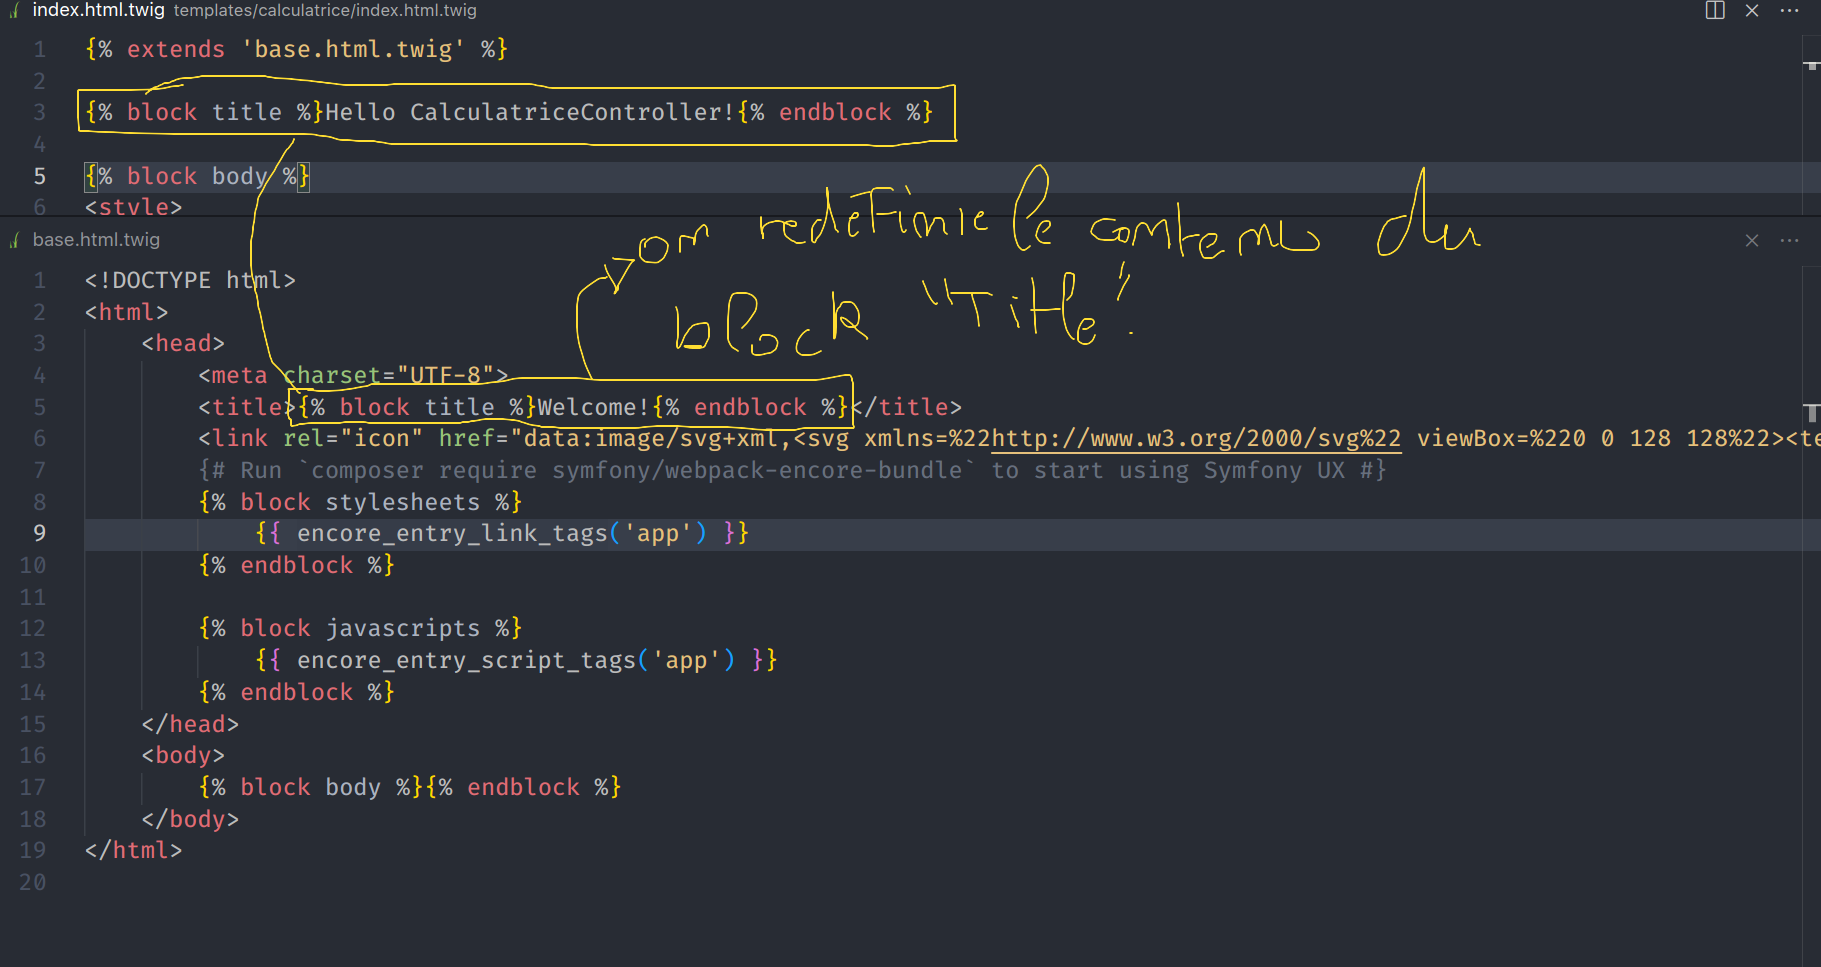 index.html.twig templates/calculatrice/index.html.twig
1 {% extends 'base.html.twig' %}
2
3 {% block title %}Hello CalculatriceController!{% endblock %}
4
5 {% block body %}
6 <style>
on redefinie le contenu du
block "Title"
base.html.twig
1 <!DOCTYPE html>
2 <html>
3 <head>
4 <meta charset="UTF-8">
5 <title>{% block title %}Welcome!{% endblock %}</title>
6 <link rel="icon" href="data:image/svg+xml,<svg xmlns=%22http://www.w3.org/2000/svg%22 viewBox=%220 0 128 128%22><te
7 {# Run `composer require symfony/webpack-encore-bundle` to start using Symfony UX #}
8 {% block stylesheets %}
9 {{ encore_entry_link_tags('app') }}
10 {% endblock %}
11
12 {% block javascripts %}
13 {{ encore_entry_script_tags('app') }}
14 {% endblock %}
15 </head>
16 <body>
17 {% block body %}{% endblock %}
18 </body>
19 </html>
20